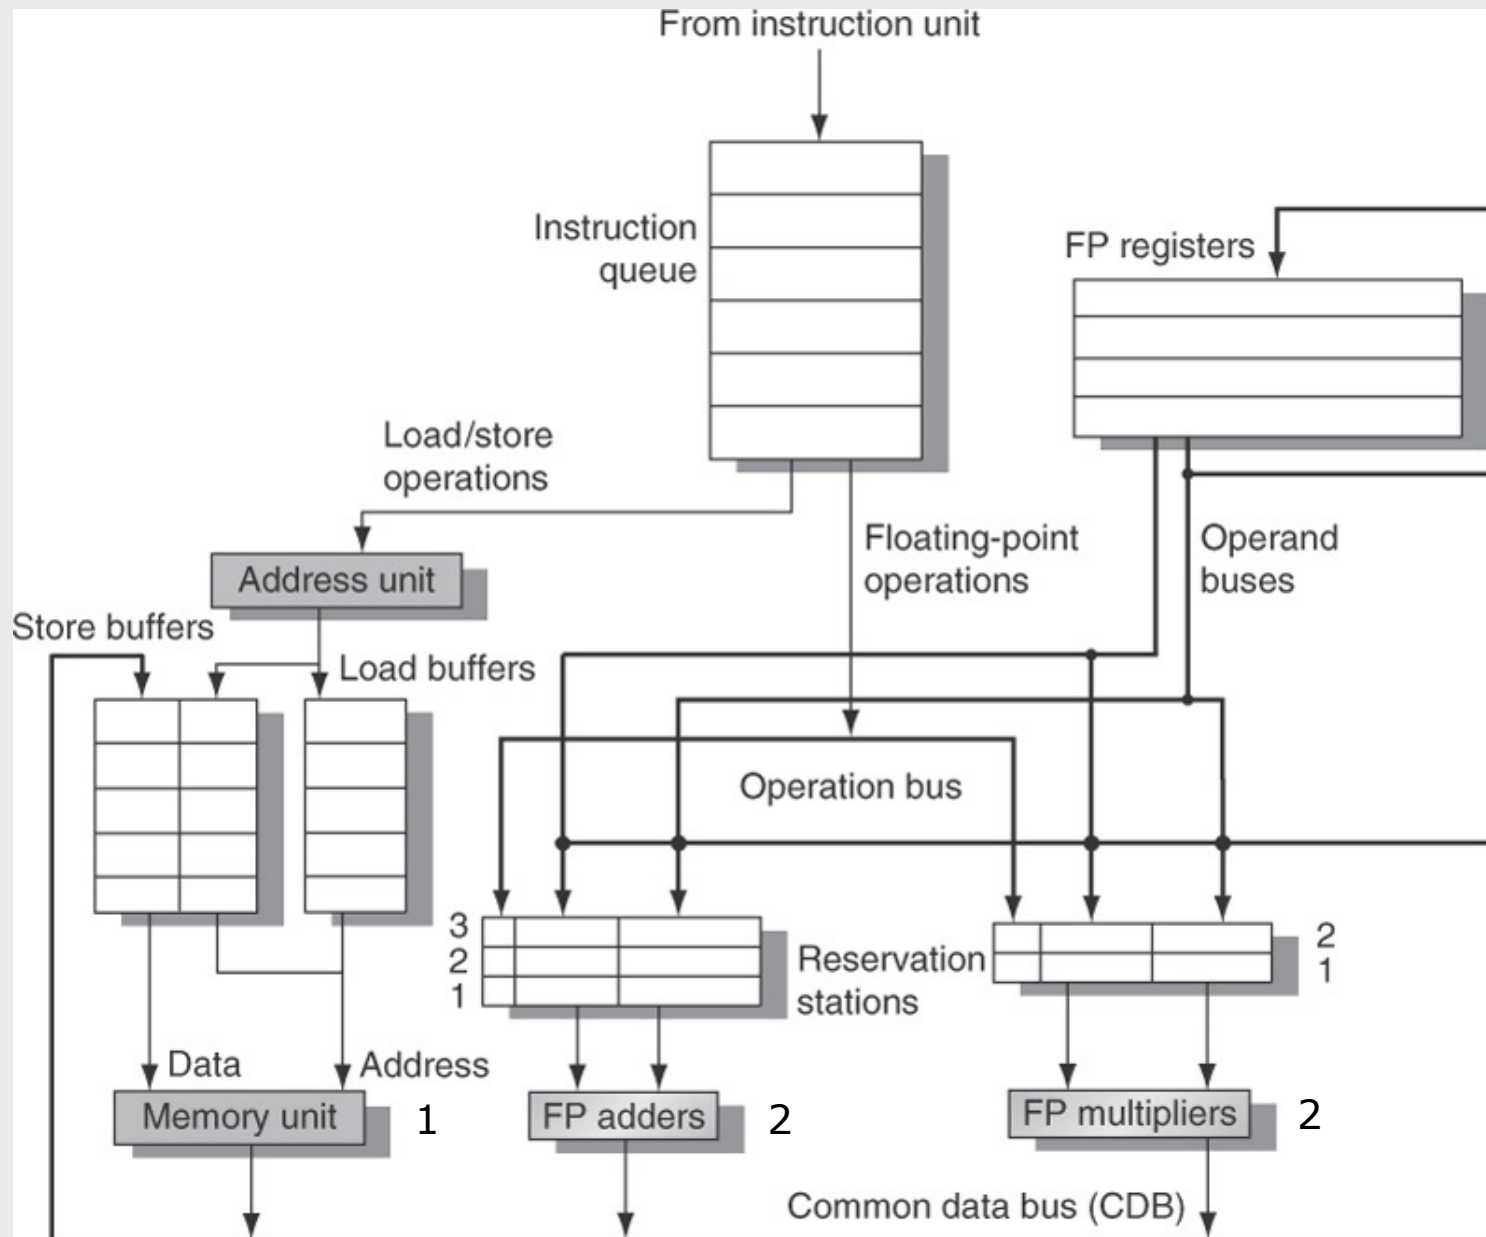 From instruction unit
Instruction
queue
FP registers
Load/store
operations
Floating-point
operations
Operand
buses
Address unit
Store buffers
Load buffers
Operation bus
3
2
1
Reservation
stations
2
1
Data
Address
Memory unit
1
FP adders
2
FP multipliers
2
Common data bus (CDB)